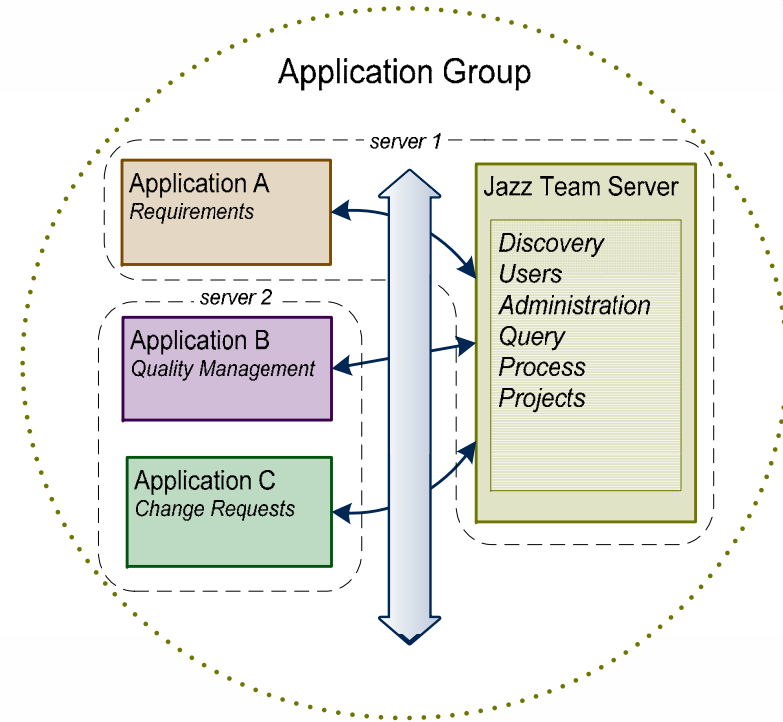 Application Group
server 1
Application A
Requirements
Jazz Team Server
Discovery
Users
Administration
Query
Process
Projects
server 2
Application B
Quality Management
Application C
Change Requests